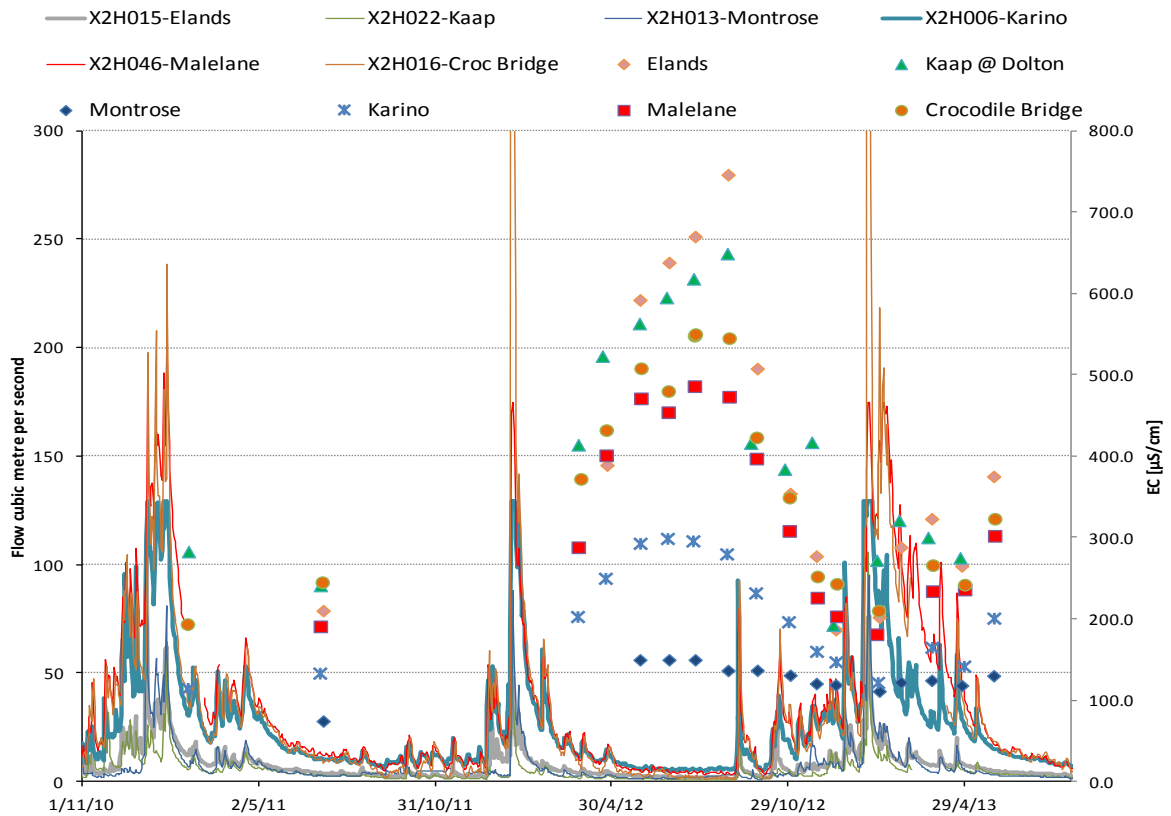 X2H015-Elands X2H022-Kaap X2H013-Montrose X2H006-Karino
X2H046-Malelane X2H016-Croc Bridge Elands Kaap @ Dolton
Montrose Karino Malelane Crocodile Bridge
300 800.0
700.0
250
600.0
200
500.0
Flow cubic metre per second
150 400.0
EC [µS/cm]
300.0
100
200.0
50
100.0
0 0.0
1/11/10 2/5/11 31/10/11 30/4/12 29/10/12 29/4/13